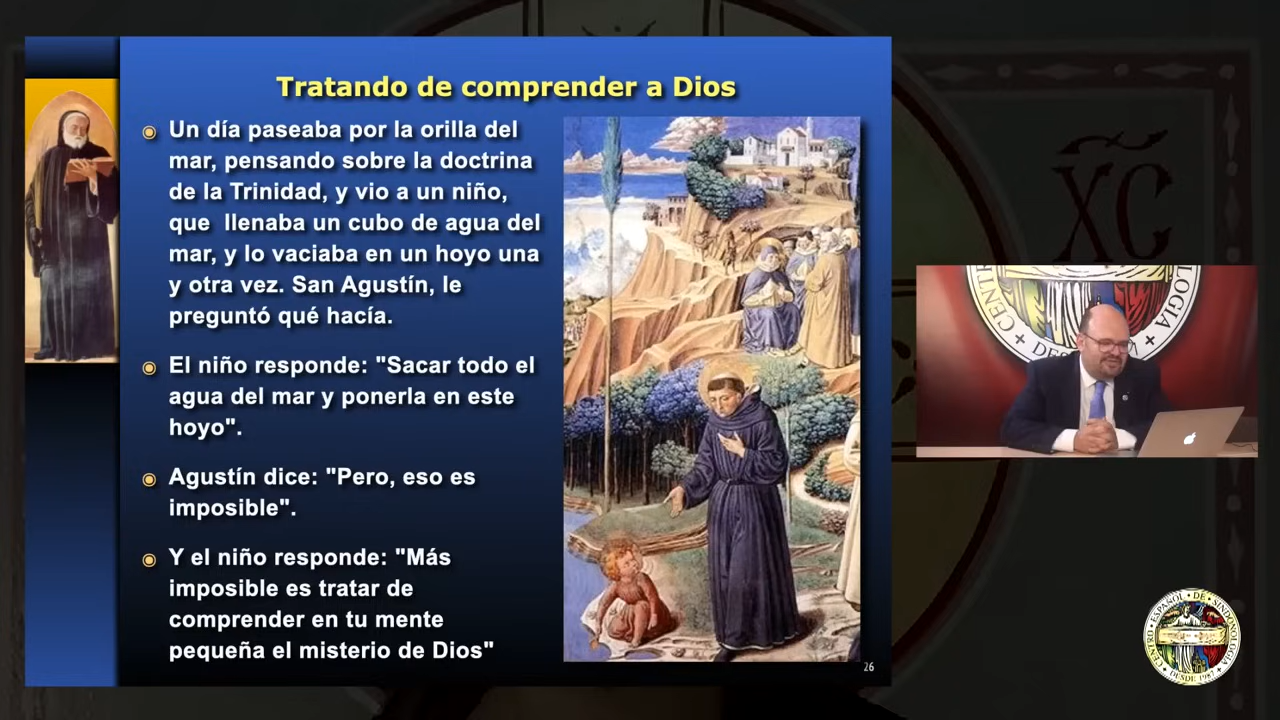 Tratando de comprender a Dios
Un día paseaba por la orilla del
mar, pensando sobre la doctrina
de la Trinidad, y vio a un niño,
que llenaba un cubo de agua del
mar, y lo vaciaba en un hoyo una
y otra vez. San Agustín, le
preguntó qué hacía.
El niño responde: "Sacar todo el
agua del mar y ponerla en este
hoyo".
Agustín dice: "Pero, eso es
imposible".
Y el niño responde: "Más
imposible es tratar de
comprender en tu mente
pequeña el misterio de Dios"
26
XC
CENTRO ESPAÑOL DE SINDONOLOGÍA
DESDE 1987